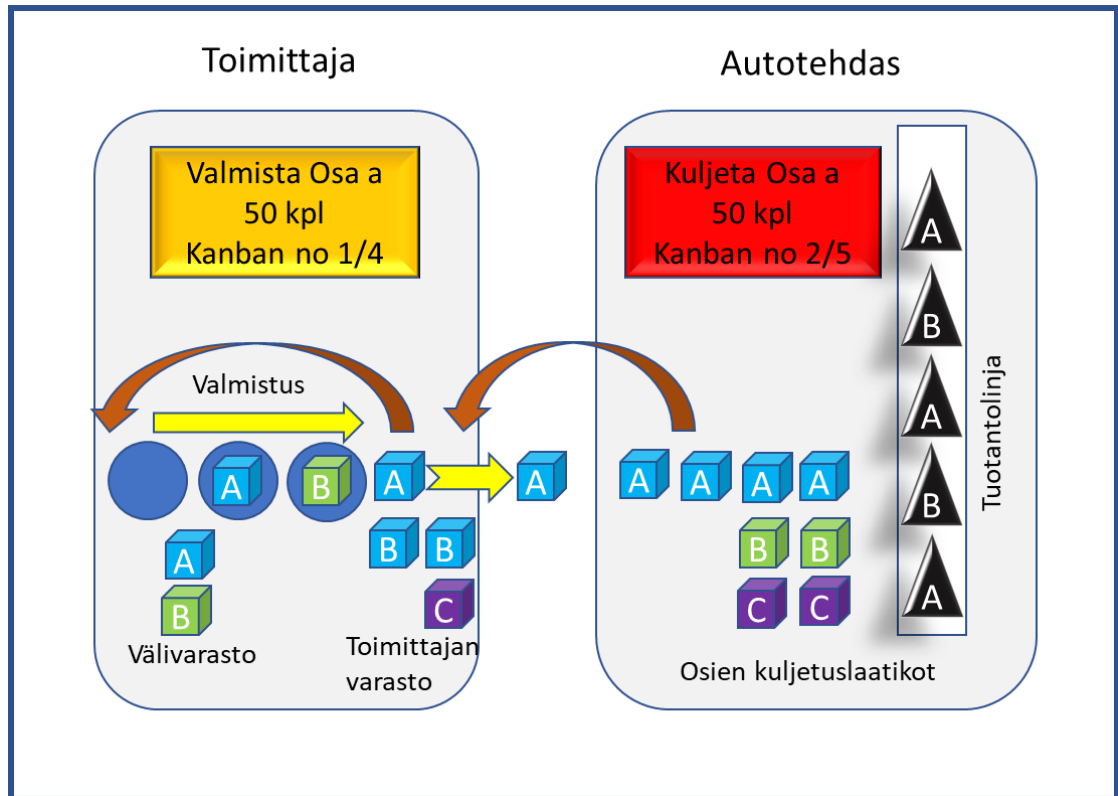 Toimittaja
Autotehdas
Valmista Osa a
50 kpl
Kanban no 1/4
Kuljeta Osa a
50 kpl
Kanban no 2/5
A
B
A
B
A
Tuotantolinja
Valmistus
A
B
A
A
A
A
A
A
A
B
B
B
B
B
C
C
C
Välivarasto
Toimittajan
varasto
Osien kuljetuslaatikot